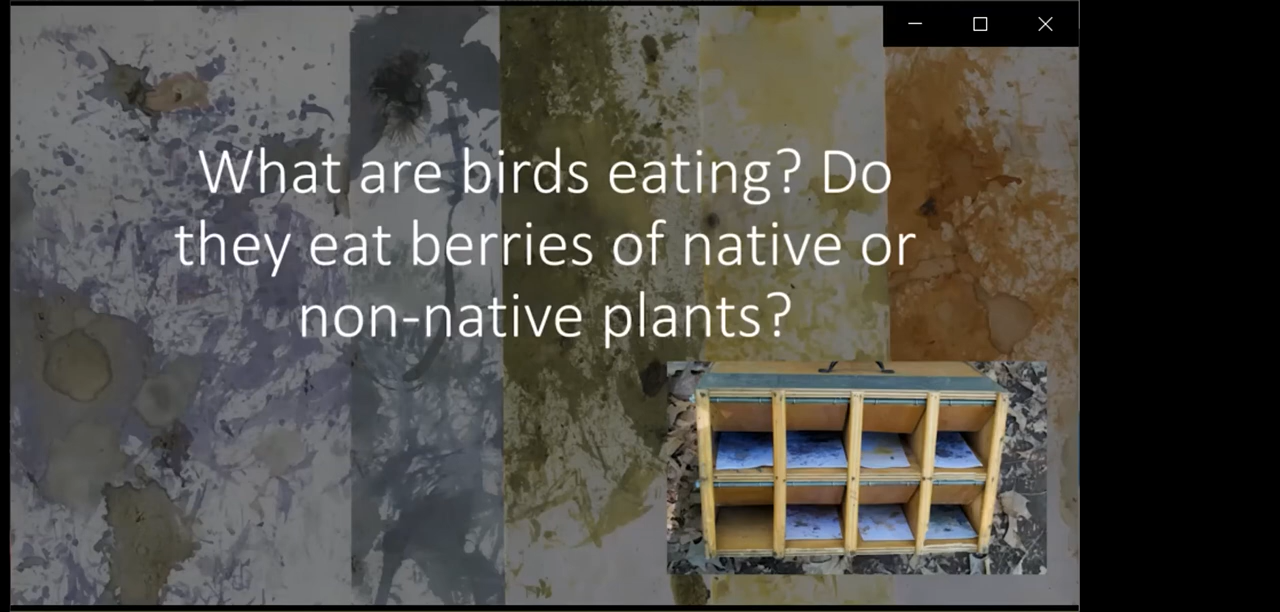 What are birds eating? Do
they eat berries of native or
non-native plants?